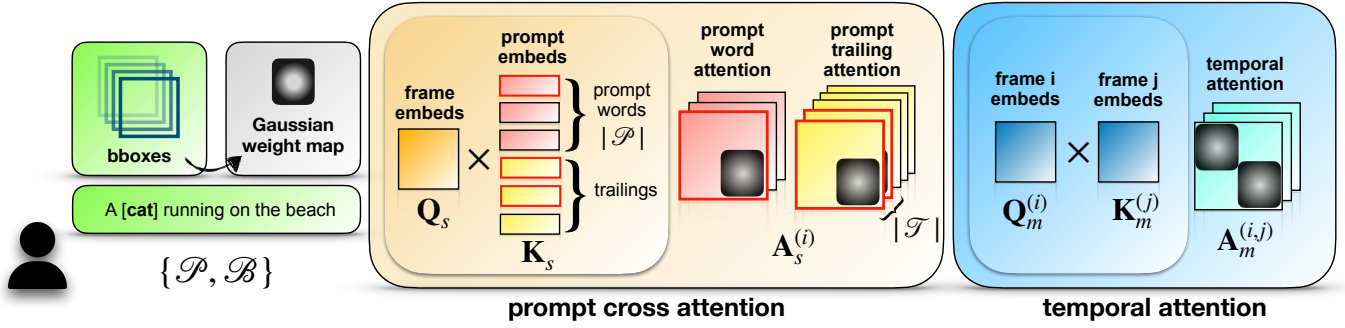 bboxes
Gaussian
weight map
A [cat] running on the beach
{𝒫, ℬ}
frame
embeds
Q_s
×
prompt
embeds
K_s
prompt
words
|𝒫|
trailings
prompt
word
attention
prompt
trailing
attention
|𝒯|
A_s^(i)
prompt cross attention
frame i
embeds
Q_m^(i)
×
frame j
embeds
K_m^(j)
temporal
attention
A_m^(i,j)
temporal attention